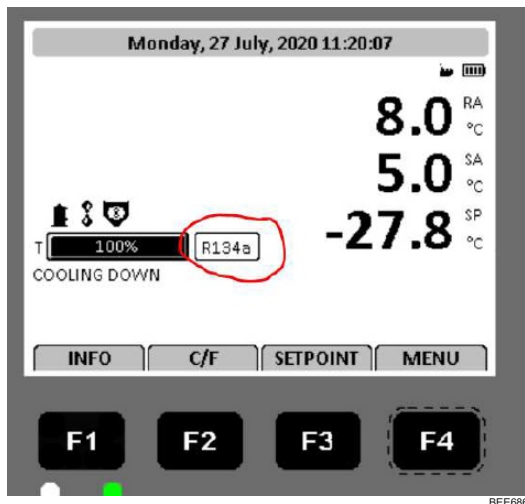 Monday, 27 July, 2020 11:20:07
8.0 RA °C
5.0 SA °C
-27.8 SP °C
T 100% R134a
COOLING DOWN
INFO C/F SETPOINT MENU
F1 F2 F3 F4